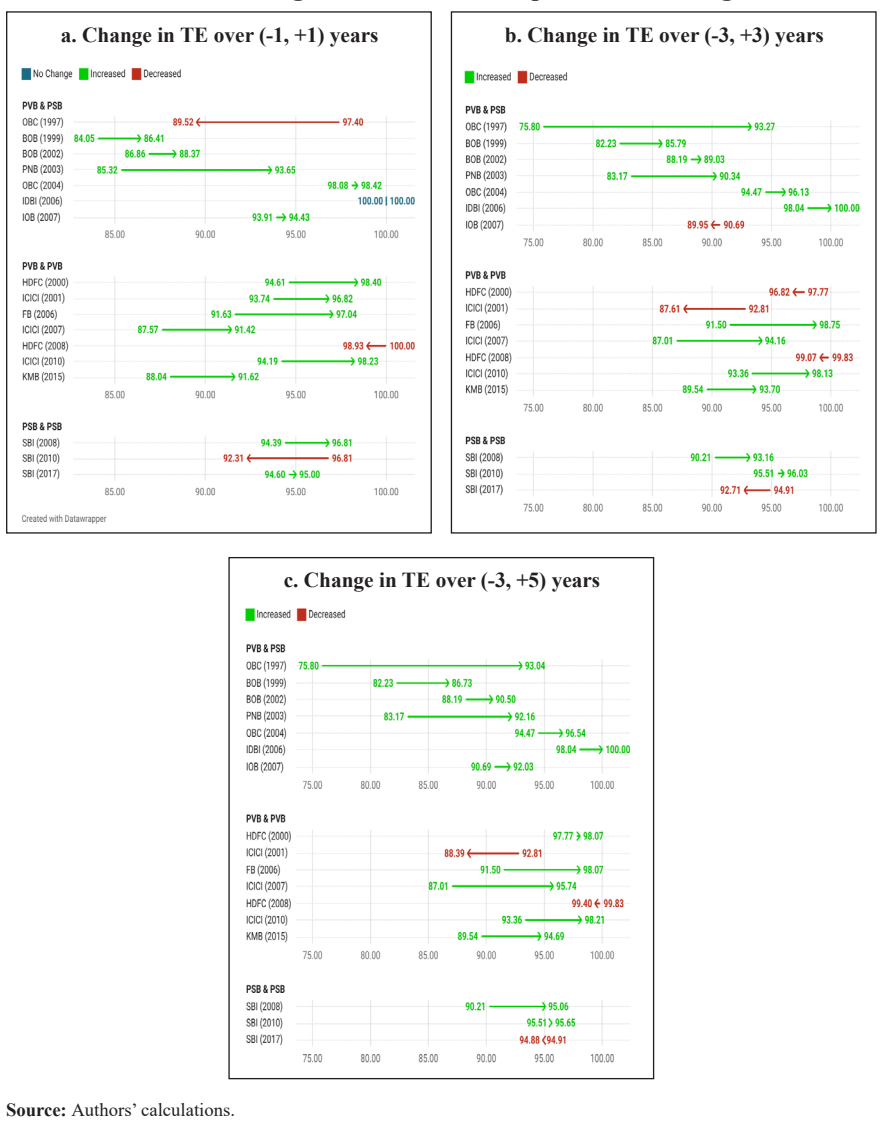 a. Change in TE over (-1, +1) years
No Change Increased Decreased
PVB & PSB
OBC (1997) 89.52 97.40
BOB (1999) 84.05 86.41
BOB (2002) 86.86 88.37
PNB (2003) 85.32 93.65
OBC (2004) 98.08 98.42
IDBI (2006) 100.00 100.00
IOB (2007) 93.91 94.43
85.00 90.00 95.00 100.00
PVB & PVB
HDFC (2000) 94.61 98.40
ICICI (2001) 93.74 96.82
FB (2006) 91.63 97.04
ICICI (2007) 87.57 91.42
HDFC (2008) 98.93 100.00
ICICI (2010) 94.19 98.23
KMB (2015) 88.04 91.62
85.00 90.00 95.00 100.00
PSB & PSB
SBI (2008) 94.39 96.81
SBI (2010) 92.31 96.81
SBI (2017) 94.60 95.00
85.00 90.00 95.00 100.00
Created with Datawrapper
b. Change in TE over (-3, +3) years
Increased Decreased
PVB & PSB
OBC (1997) 75.80 93.27
BOB (1999) 82.23 85.79
BOB (2002) 88.19 89.03
PNB (2003) 83.17 90.34
OBC (2004) 94.47 96.13
IDBI (2006) 98.04 100.00
IOB (2007) 89.95 90.69
75.00 80.00 85.00 90.00 95.00 100.00
PVB & PVB
HDFC (2000) 96.82 97.77
ICICI (2001) 87.61 92.81
FB (2006) 91.50 98.75
ICICI (2007) 87.01 94.16
HDFC (2008) 99.07 99.83
ICICI (2010) 93.36 98.13
KMB (2015) 89.54 93.70
75.00 80.00 85.00 90.00 95.00 100.00
PSB & PSB
SBI (2008) 90.21 93.16
SBI (2010) 95.51 96.03
SBI (2017) 92.71 94.91
75.00 80.00 85.00 90.00 95.00 100.00
c. Change in TE over (-3, +5) years
Increased Decreased
PVB & PSB
OBC (1997) 75.80 93.04
BOB (1999) 82.23 86.73
BOB (2002) 88.19 90.50
PNB (2003) 83.17 92.16
OBC (2004) 94.47 96.54
IDBI (2006) 98.04 100.00
IOB (2007) 90.69 92.03
75.00 80.00 85.00 90.00 95.00 100.00
PVB & PVB
HDFC (2000) 97.77 98.07
ICICI (2001) 88.39 92.81
FB (2006) 91.50 98.07
ICICI (2007) 87.01 95.74
HDFC (2008) 99.40 99.83
ICICI (2010) 93.36 98.21
KMB (2015) 89.54 94.69
75.00 80.00 85.00 90.00 95.00 100.00
PSB & PSB
SBI (2008) 90.21 95.06
SBI (2010) 95.51 95.65
SBI (2017) 94.88 94.91
75.00 80.00 85.00 90.00 95.00 100.00
Source: Authors' calculations.